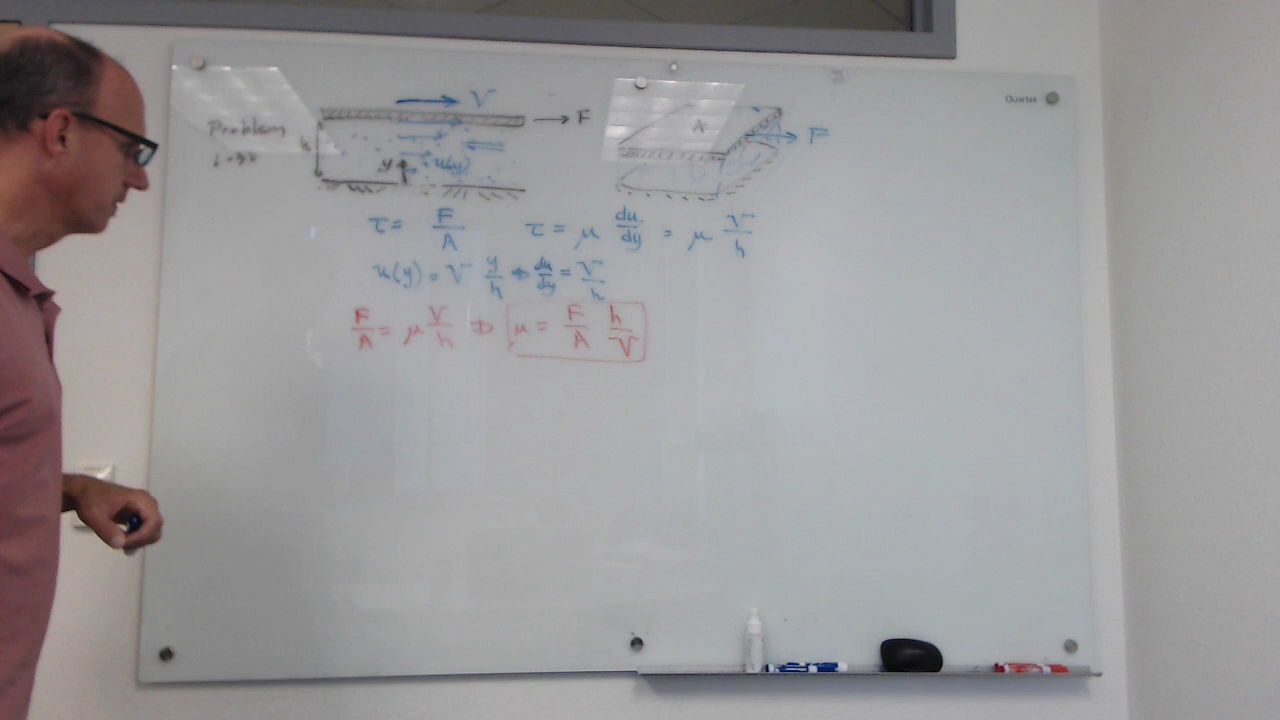 Quartet
V
F
Problem
h
y
u(y)
A
F
τ = F/A
τ = μ du/dy = μ V/h
u(y) = V y/h ⇒ du/dy = V/h
F/A = μ V/h ⇒ μ = F/A h/V